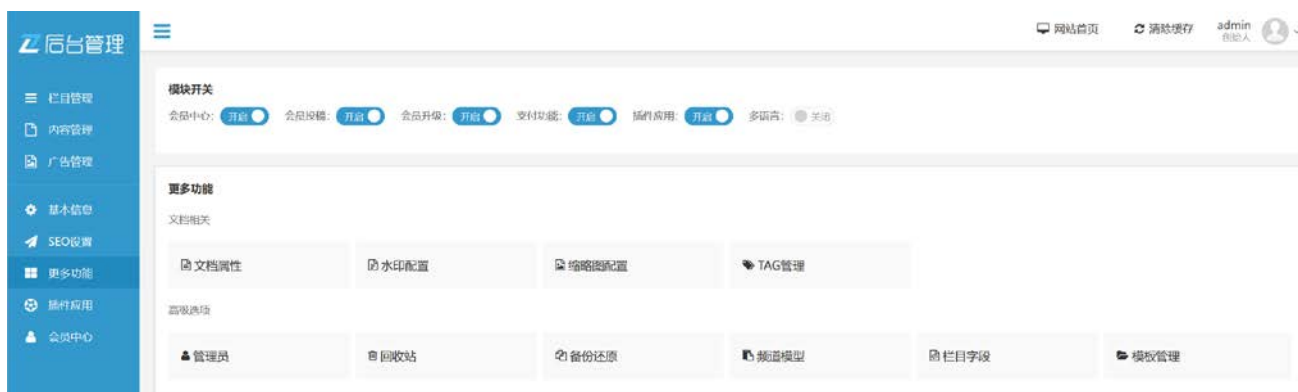 后台管理
网站首页 清除缓存 admin
创始人
栏目管理
内容管理
广告管理
基本信息
SEO设置
更多功能
插件应用
会员中心
模块开关
会员中心: 开启 会员投稿: 开启 会员升级: 开启 支付功能: 开启 插件应用: 开启 多语言: 关闭
更多功能
文档相关
文档属性 水印配置 缩略图配置 TAG管理
高级选项
管理员 回收站 备份还原 频道模型 栏目字段 模板管理